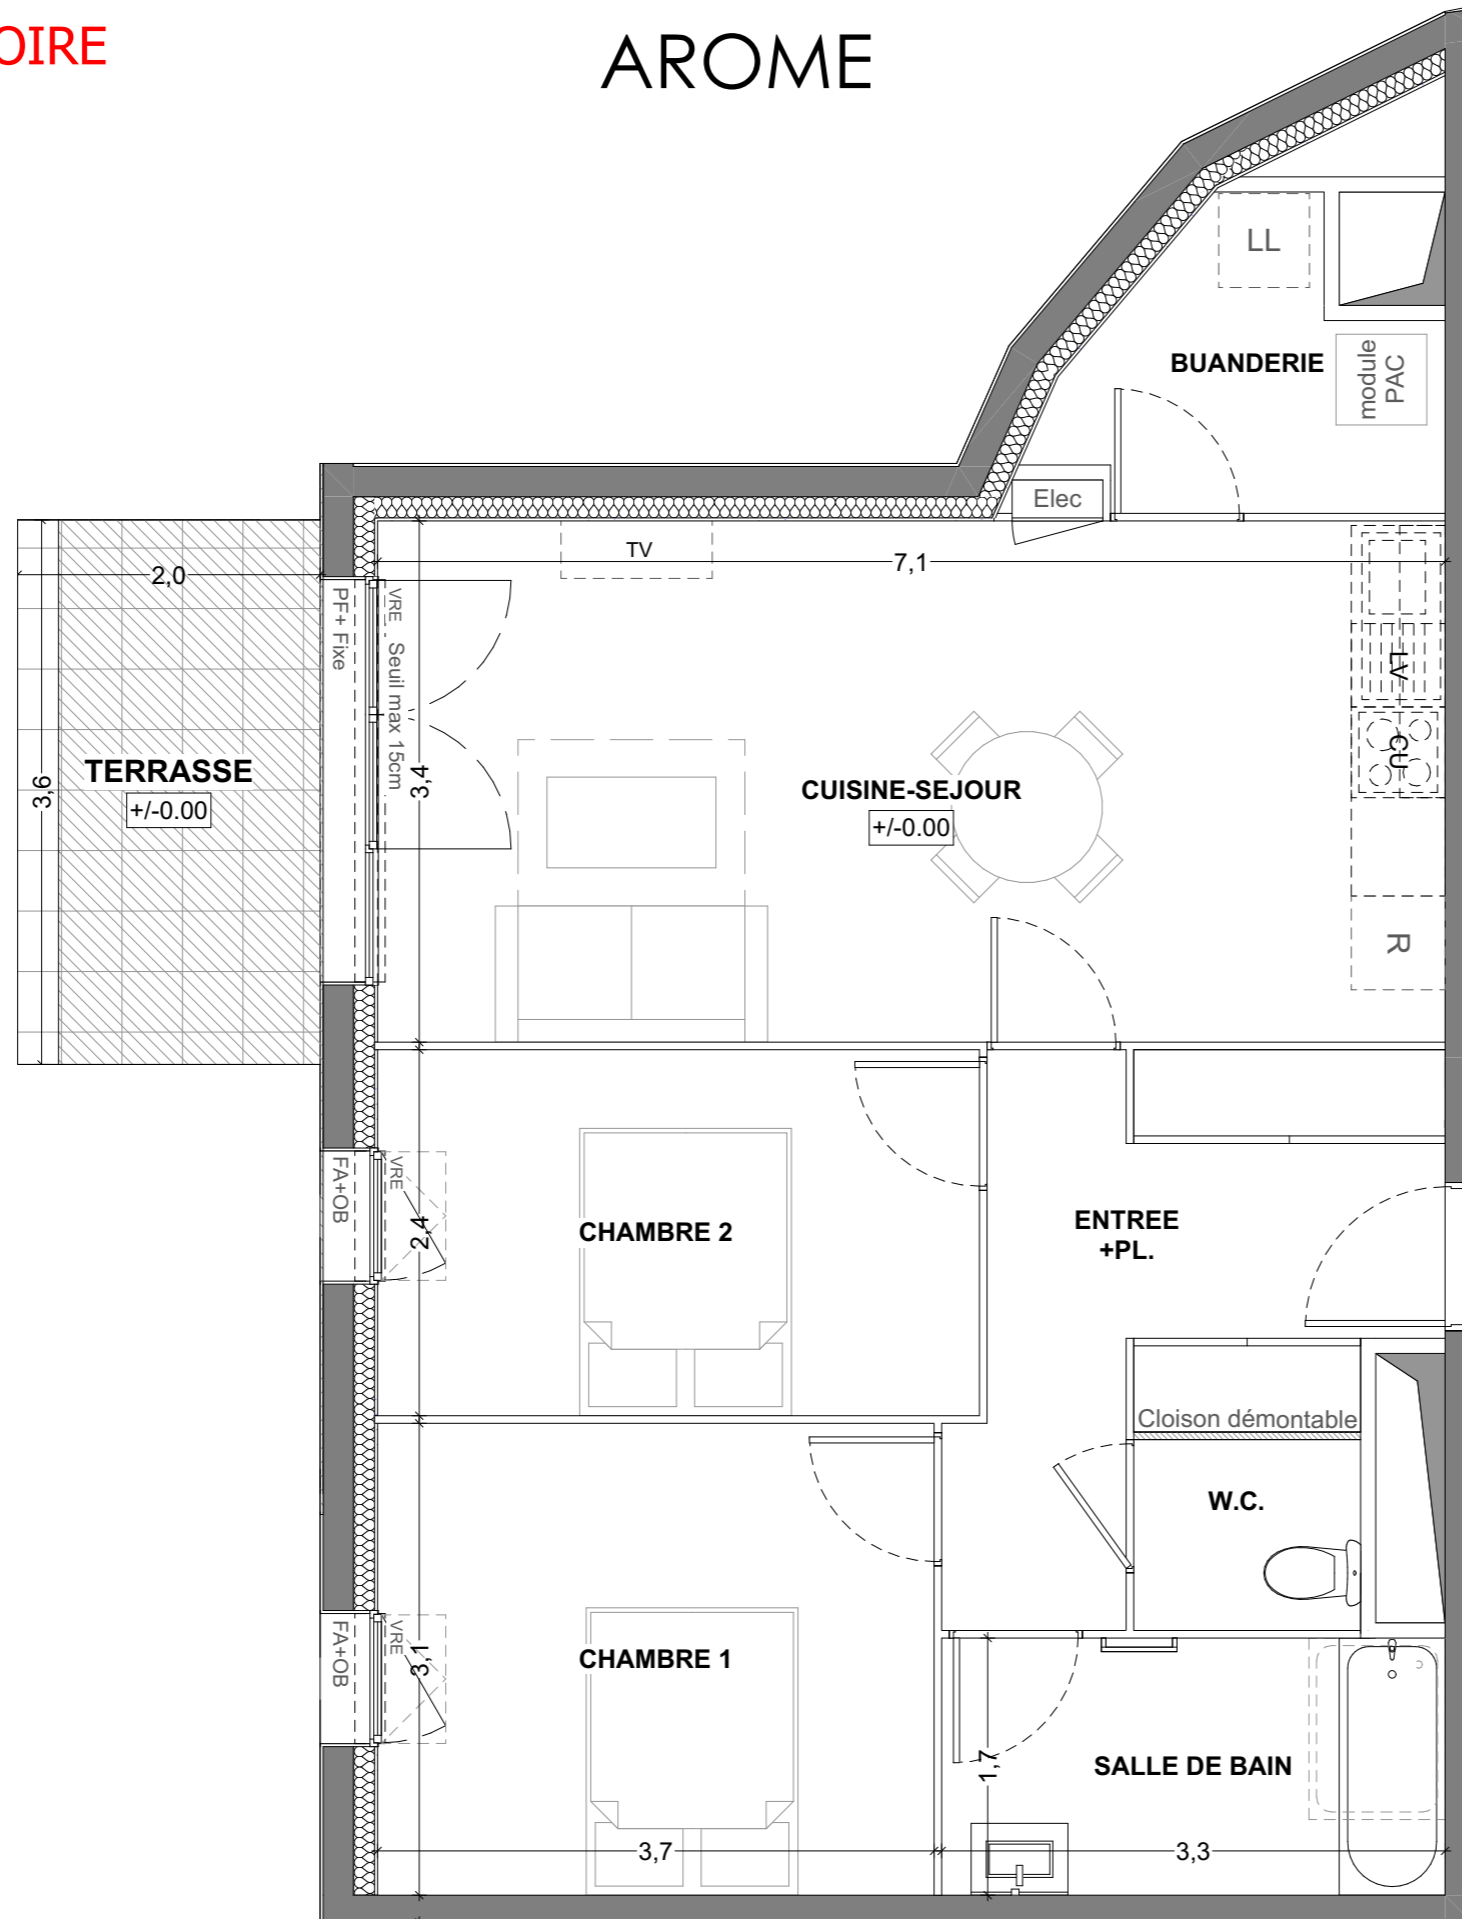 OIRE
AROME
LL
BUANDERIE
module
PAC
Elec
TV
7,1
2,0
PF+ Fixe
VRE
Seuil max 15cm
LV
CU
3,4
3,6
TERRASSE
+/-0.00
CUISINE-SEJOUR
+/-0.00
R
FA+OB
VRE
2,4
CHAMBRE 2
ENTREE
+PL.
Cloison démontable
W.C.
FA+OB
VRE
3,1
CHAMBRE 1
1,7
SALLE DE BAIN
3,7
3,3